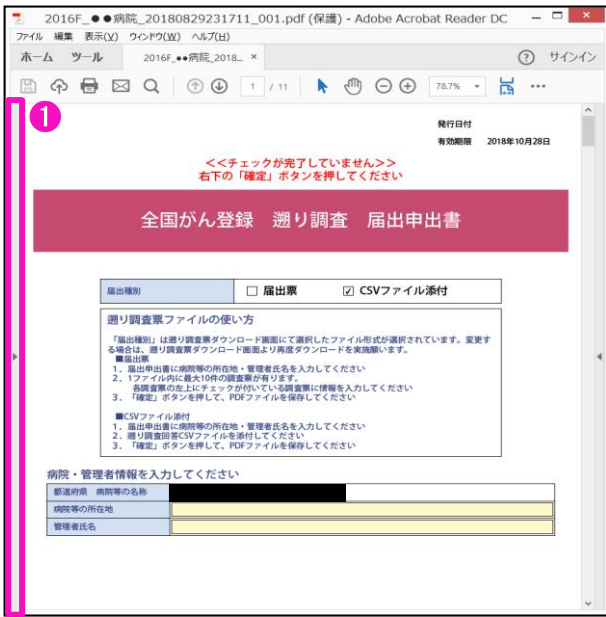 2016F_●●病院_20180829231711_001.pdf (保護) - Adobe Acrobat Reader DC
ファイル 編集 表示(V) ウィンドウ(W) ヘルプ(H)
ホーム ツール 2016F_●●病院_2018... × サインイン
1 / 11 78.7%
1
発行日付
有効期限 2018年10月28日
<<チェックが完了していません>>
右下の「確定」ボタンを押してください
全国がん登録 遡り調査 届出申出書
届出種別 届出票 CSVファイル添付
遡り調査票ファイルの使い方
「届出種別」は遡り調査票ダウンロード画面にて選択したファイル形式が選択されています。変更す
る場合は、遡り調査票ダウンロード画面より再度ダウンロードを実施願います。
■届出票
1. 届出申出書に病院等の所在地・管理者氏名を入力してください
2. 1ファイル内に最大10件の調査票が有ります。
各調査票の左上にチェックが付いている調査票に情報を入力してください
3. 「確定」ボタンを押して、PDFファイルを保存してください
■CSVファイル添付
1. 届出申出書に病院等の所在地・管理者氏名を入力してください
2. 遡り調査回答CSVファイルを添付してください
3. 「確定」ボタンを押して、PDFファイルを保存してください
病院・管理者情報を入力してください
都道府県 病院等の名称
病院等の所在地
管理者氏名